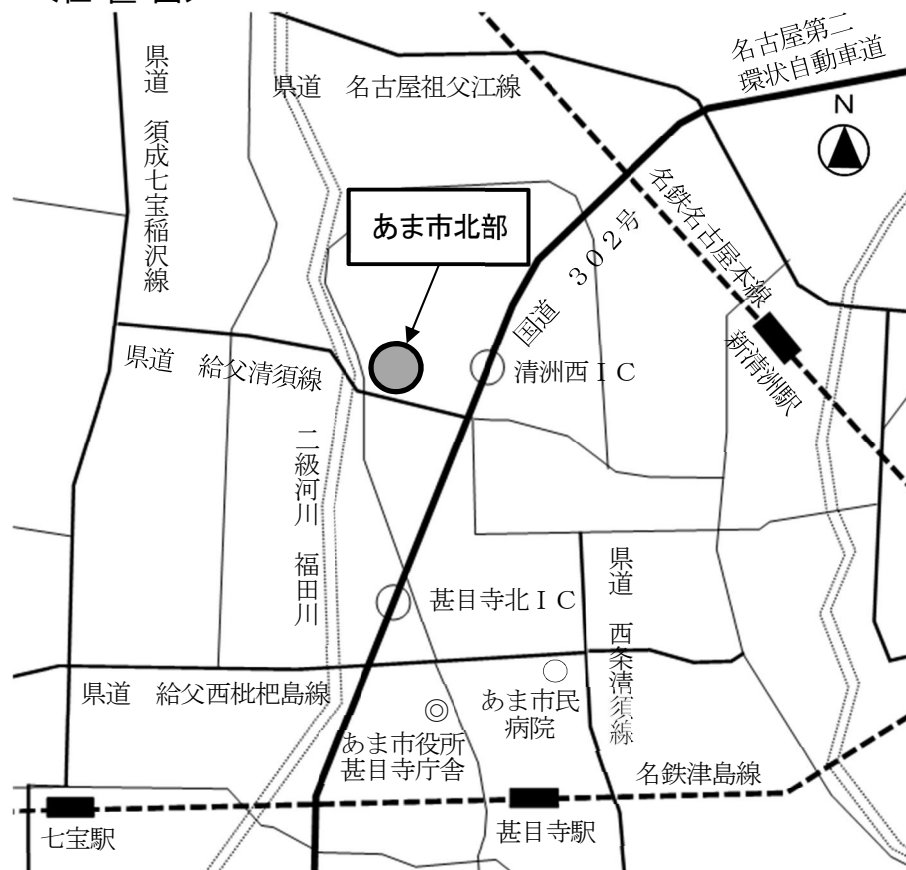 名古屋第二
環状自動車道
県道　名古屋祖父江線
県道　須成七宝稲沢線
N
あま市北部
名鉄名古屋本線
国道　３０２号
新清洲駅
清洲西ＩＣ
県道　給父清須線
二級河川　福田川
甚目寺北ＩＣ
県道　西条清須線
県道　給父西枇杷島線
◎
あま市役所
甚目寺庁舎
○
あま市民
病院
名鉄津島線
七宝駅
甚目寺駅